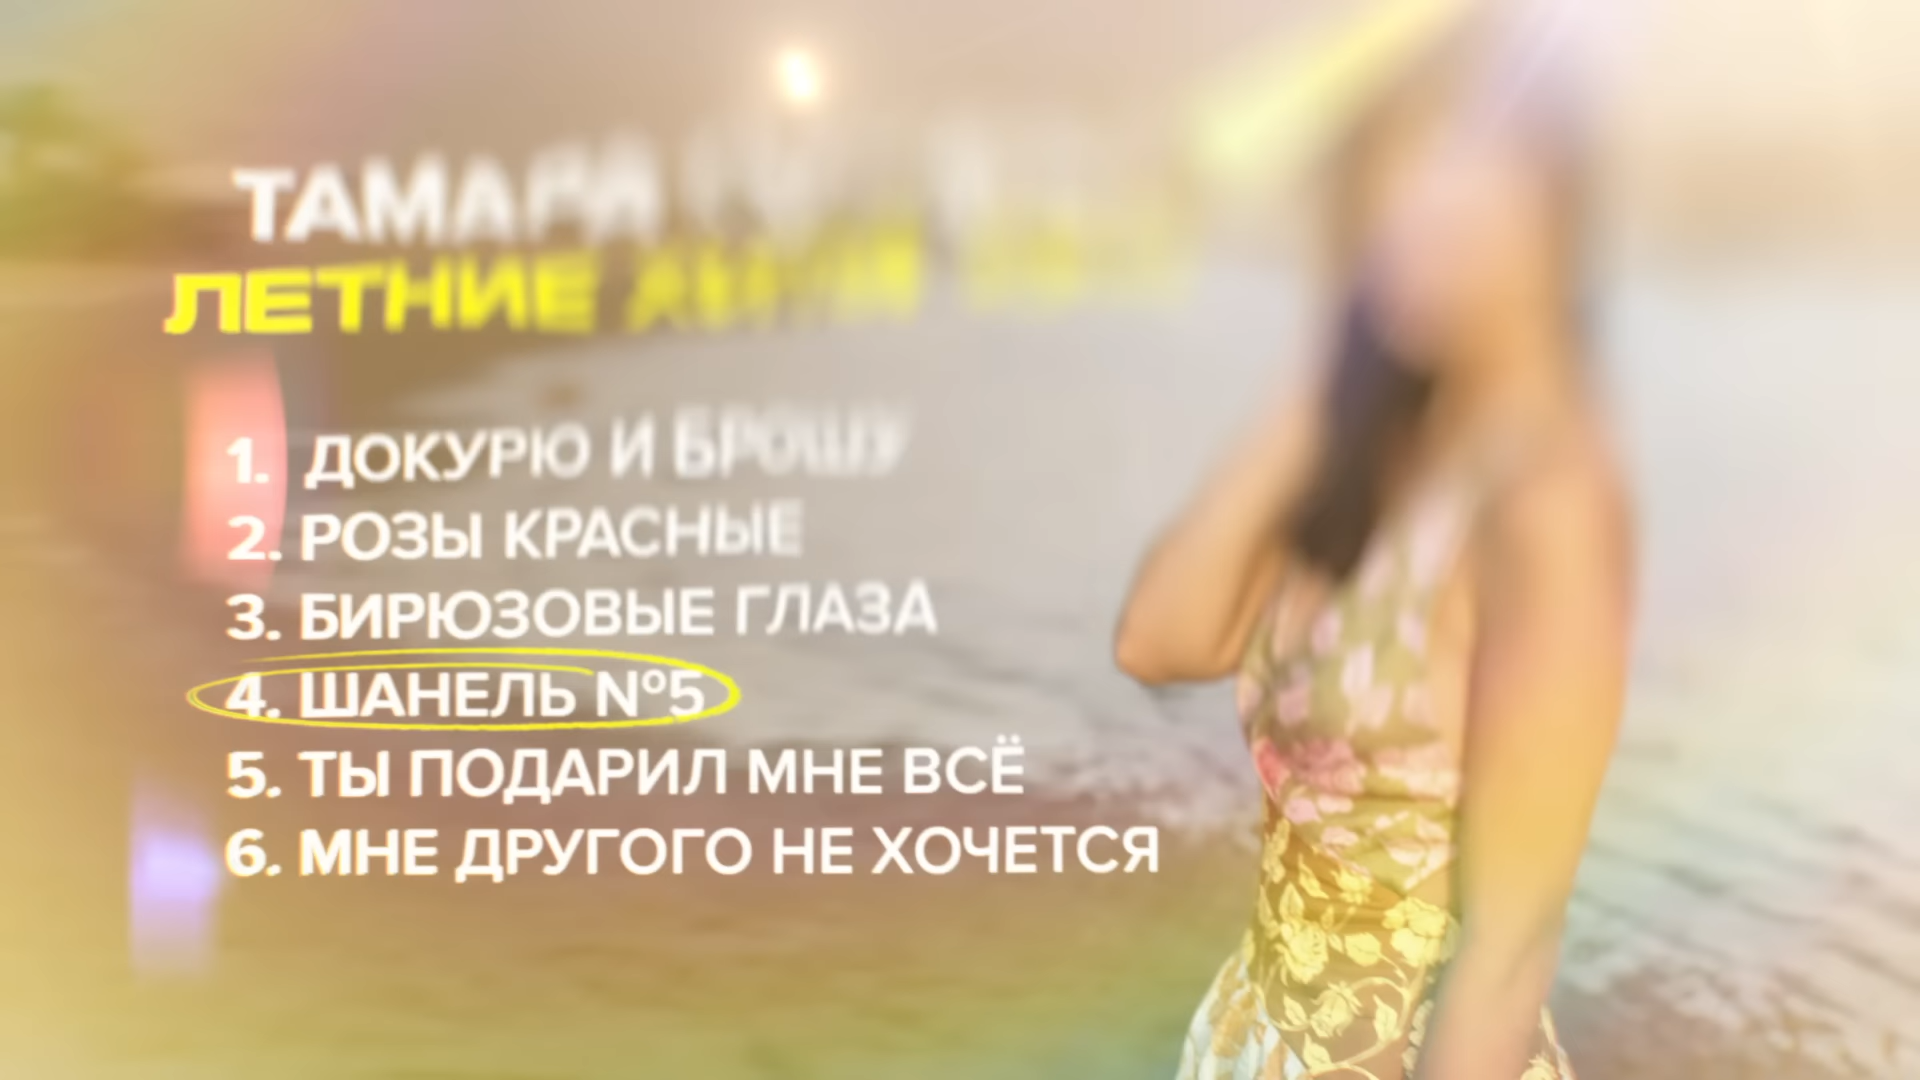 ЛЕТНИЕ
1. ДОКУРЮ И БРОШУ
2. РОЗЫ КРАСНЫЕ
3. БИРЮЗОВЫЕ ГЛАЗА
4. ШАНЕЛЬ №5
5. ТЫ ПОДАРИЛ МНЕ ВСЁ
6. МНЕ ДРУГОГО НЕ ХОЧЕТСЯ